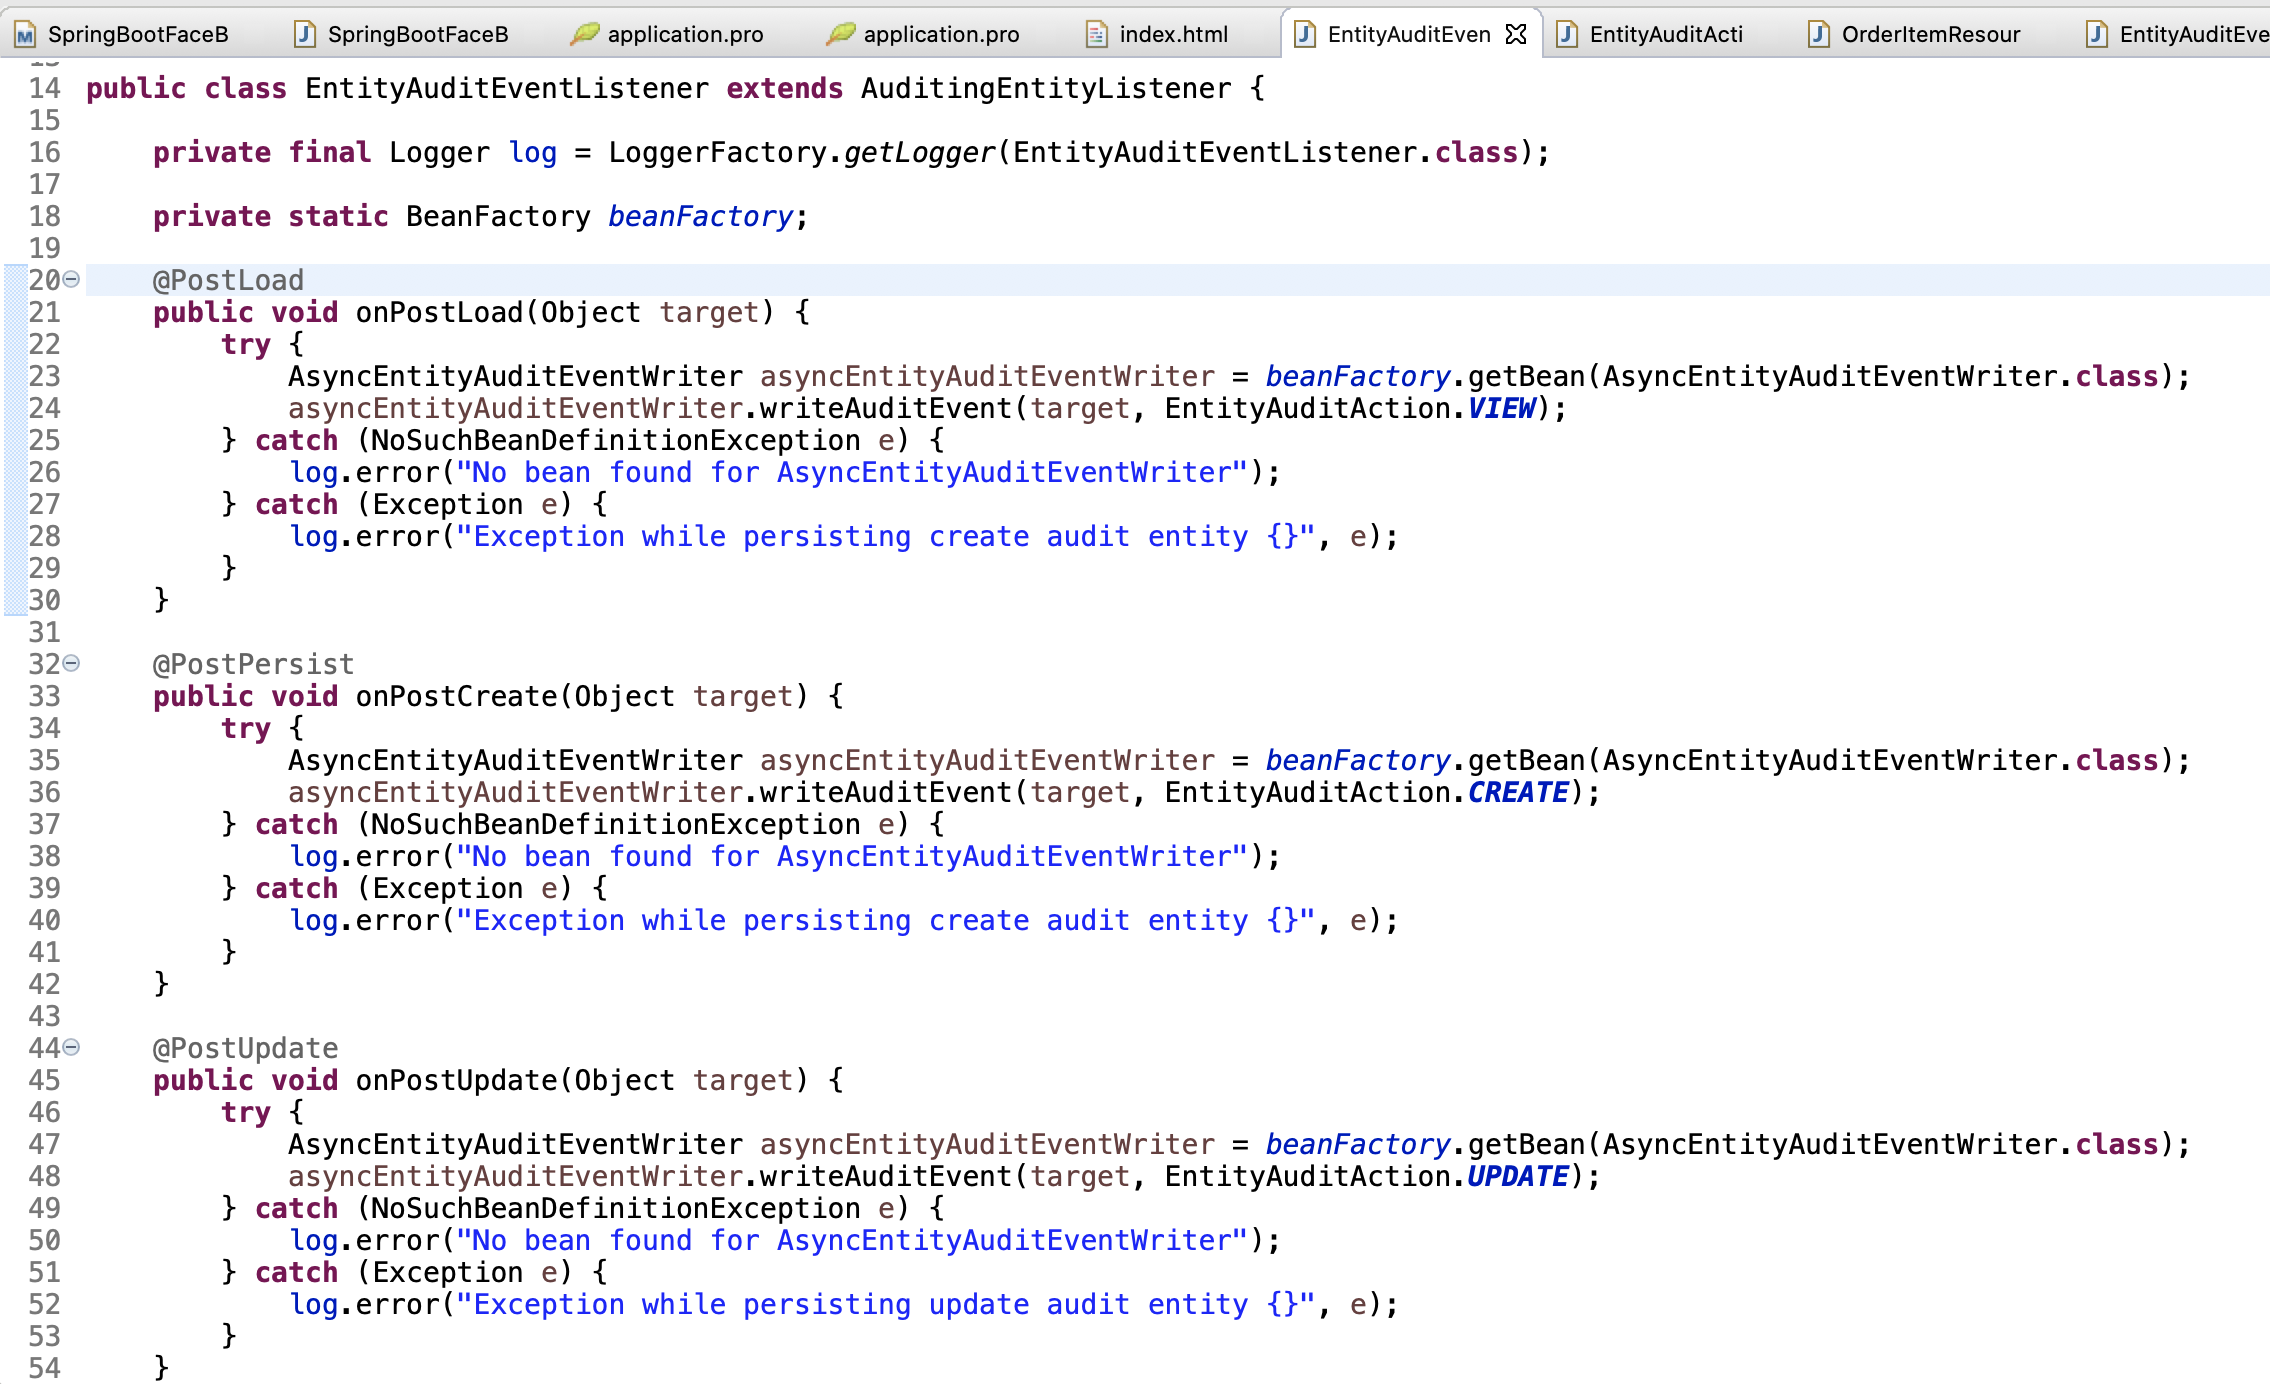 SpringBootFaceB SpringBootFaceB application.pro application.pro index.html EntityAuditEven EntityAuditActi OrderItemResour EntityAuditEve
14 public class EntityAuditEventListener extends AuditingEntityListener {
15
16     private final Logger log = LoggerFactory.getLogger(EntityAuditEventListener.class);
17
18     private static BeanFactory beanFactory;
19
20     @PostLoad
21     public void onPostLoad(Object target) {
22         try {
23             AsyncEntityAuditEventWriter asyncEntityAuditEventWriter = beanFactory.getBean(AsyncEntityAuditEventWriter.class);
24             asyncEntityAuditEventWriter.writeAuditEvent(target, EntityAuditAction.VIEW);
25         } catch (NoSuchBeanDefinitionException e) {
26             log.error("No bean found for AsyncEntityAuditEventWriter");
27         } catch (Exception e) {
28             log.error("Exception while persisting create audit entity {}", e);
29         }
30     }
31
32     @PostPersist
33     public void onPostCreate(Object target) {
34         try {
35             AsyncEntityAuditEventWriter asyncEntityAuditEventWriter = beanFactory.getBean(AsyncEntityAuditEventWriter.class);
36             asyncEntityAuditEventWriter.writeAuditEvent(target, EntityAuditAction.CREATE);
37         } catch (NoSuchBeanDefinitionException e) {
38             log.error("No bean found for AsyncEntityAuditEventWriter");
39         } catch (Exception e) {
40             log.error("Exception while persisting create audit entity {}", e);
41         }
42     }
43
44     @PostUpdate
45     public void onPostUpdate(Object target) {
46         try {
47             AsyncEntityAuditEventWriter asyncEntityAuditEventWriter = beanFactory.getBean(AsyncEntityAuditEventWriter.class);
48             asyncEntityAuditEventWriter.writeAuditEvent(target, EntityAuditAction.UPDATE);
49         } catch (NoSuchBeanDefinitionException e) {
50             log.error("No bean found for AsyncEntityAuditEventWriter");
51         } catch (Exception e) {
52             log.error("Exception while persisting update audit entity {}", e);
53         }
54     }